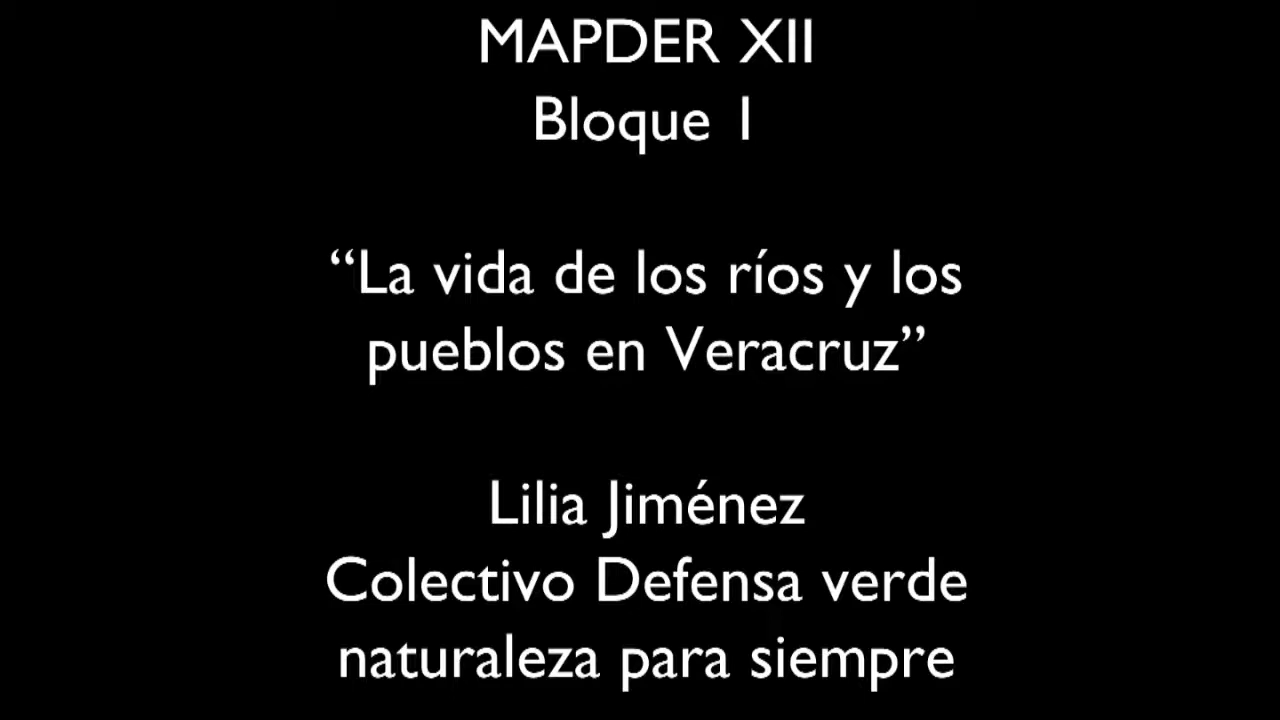 MAPDER XII
Bloque 1
“La vida de los ríos y los
pueblos en Veracruz”
Lilia Jiménez
Colectivo Defensa verde
naturaleza para siempre